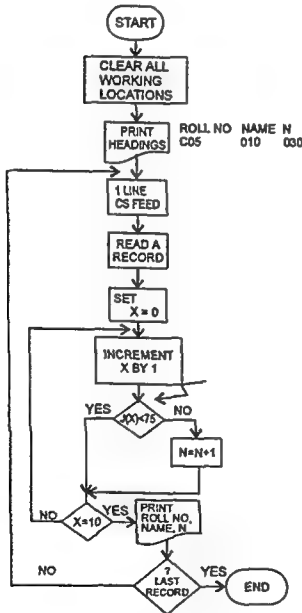 START
CLEAR ALL
WORKING
LOCATIONS
PRINT
HEADINGS
ROLL NO NAME N
C05 010 030
1 LINE
CS FEED
READ A
RECORD
SET
X = 0
INCREMENT
X BY 1
YES
J(X)<75
NO
N=N+1
NO
X=10
YES
PRINT
ROLL NO,
NAME, N
NO
?
LAST
RECORD
YES
END